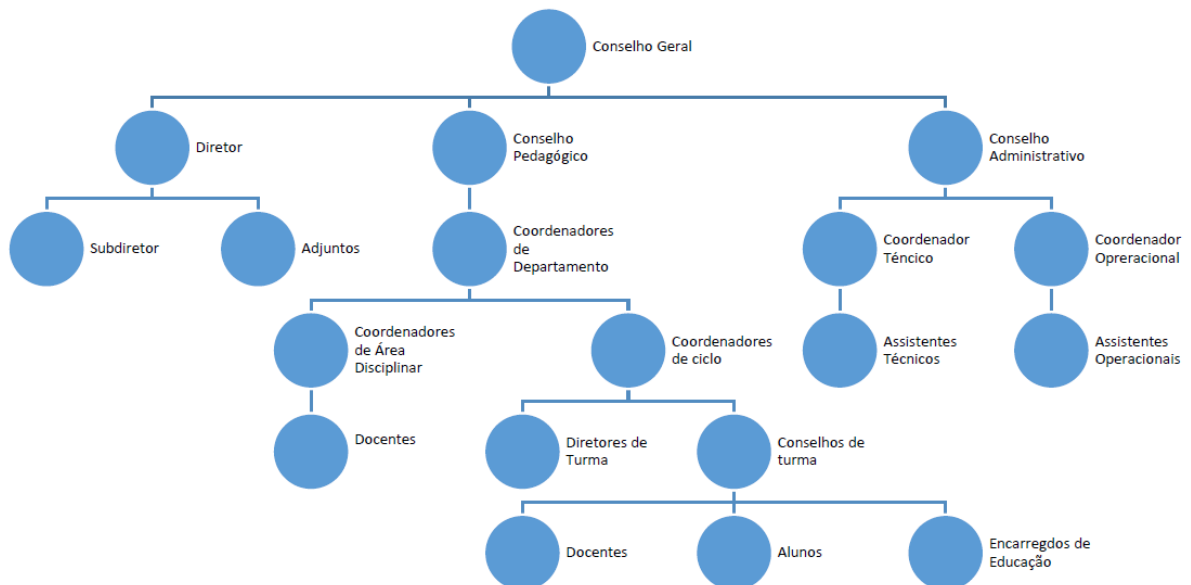 Conselho Geral
Diretor
Conselho
Pedagógico
Conselho
Administrativo
Subdiretor
Adjuntos
Coordenadores
de
Departamento
Coordenador
Téncico
Coordenador
Opreracional
Coordenadores
de Área
Disciplinar
Coordenadores
de ciclo
Assistentes
Técnicos
Assistentes
Operacionais
Docentes
Diretores de
Turma
Conselhos de
turma
Docentes
Alunos
Encarregdos de
Educação